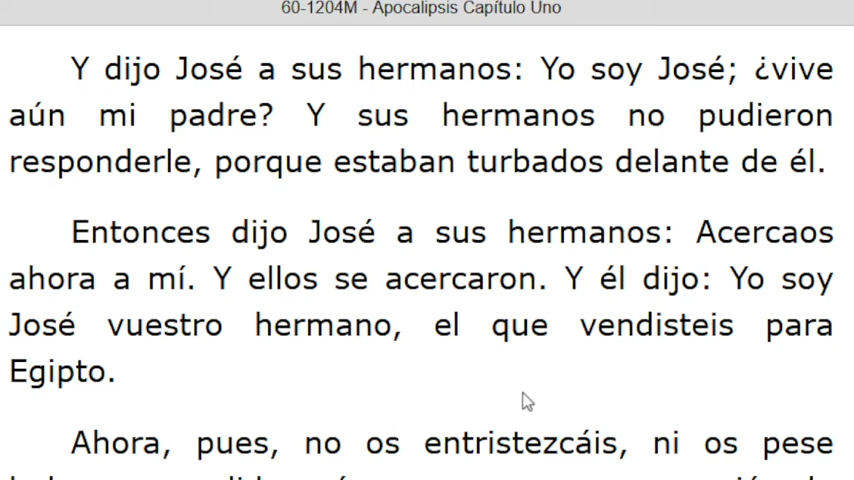 60-1204M - Apocalipsis Capítulo Uno
Y dijo José a sus hermanos: Yo soy José; ¿vive
aún mi padre? Y sus hermanos no pudieron
responderle, porque estaban turbados delante de él.
Entonces dijo José a sus hermanos: Acercaos
ahora a mí. Y ellos se acercaron. Y él dijo: Yo soy
José vuestro hermano, el que vendisteis para
Egipto.
Ahora, pues, no os entristezcáis, ni os pese